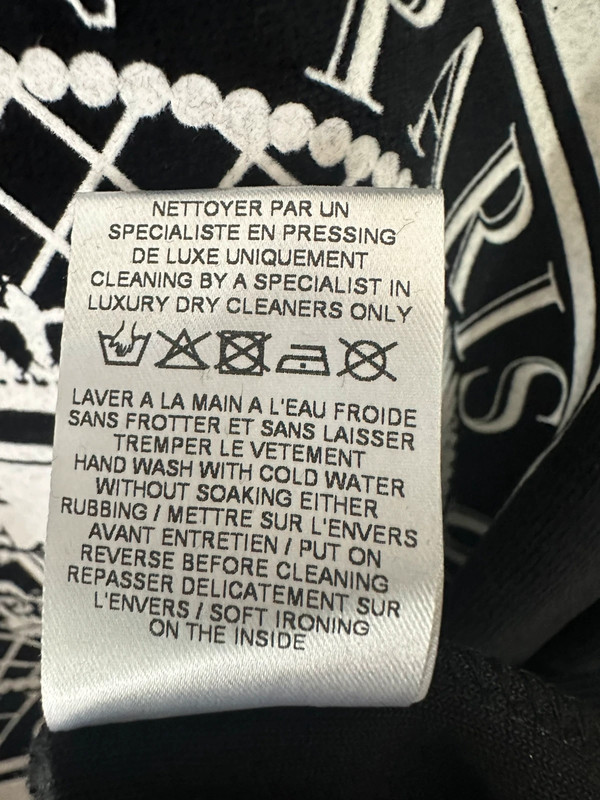 PARIS
NETTOYER PAR UN
SPECIALISTE EN PRESSING
DE LUXE UNIQUEMENT
CLEANING BY A SPECIALIST IN
LUXURY DRY CLEANERS ONLY
LAVER A LA MAIN A L'EAU FROIDE
SANS FROTTER ET SANS LAISSER
TREMPER LE VETEMENT
HAND WASH WITH COLD WATER
WITHOUT SOAKING EITHER
RUBBING / METTRE SUR L'ENVERS
AVANT ENTRETIEN / PUT ON
REVERSE BEFORE CLEANING
REPASSER DELICATEMENT SUR
L'ENVERS / SOFT IRONING
ON THE INSIDE